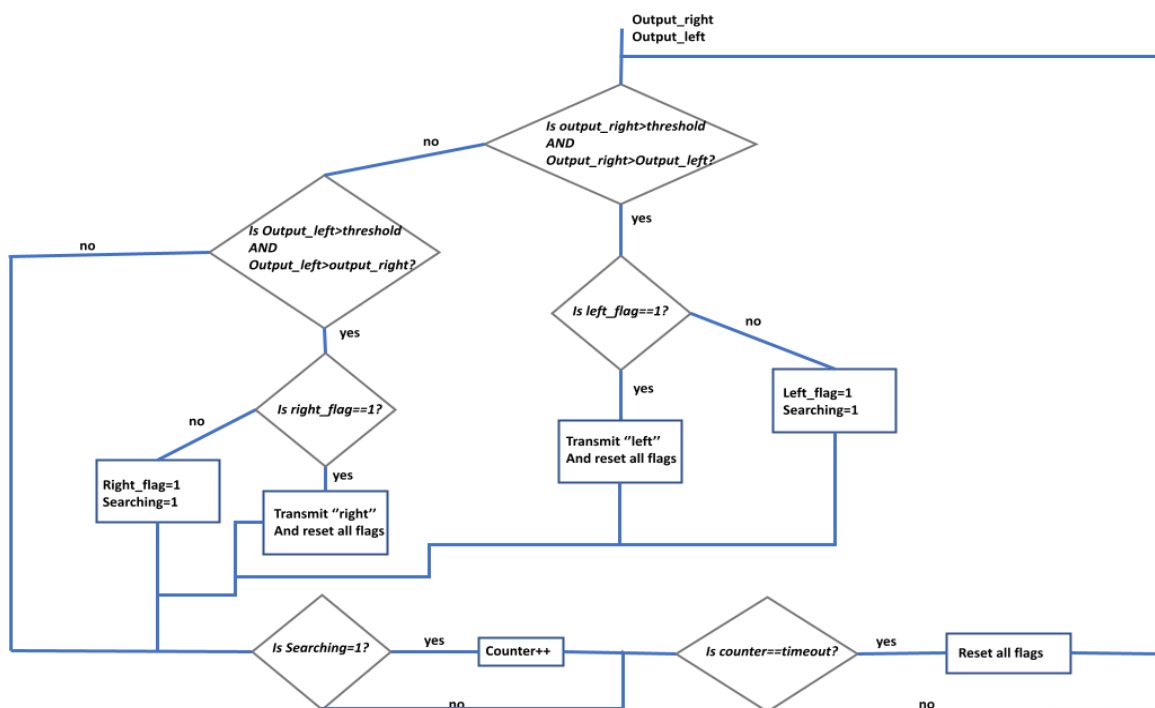 Output_right
Output_left
Is output_right>threshold
AND
Output_right>Output_left?
no
yes
Is Output_left>threshold
AND
Output_left>output_right?
no
yes
Is left_flag==1?
no
yes
Left_flag=1
Searching=1
Is right_flag==1?
no
yes
Transmit “left”
And reset all flags
Right_flag=1
Searching=1
Transmit “right”
And reset all flags
Is Searching=1?
yes
no
Counter++
Is counter==timeout?
yes
no
Reset all flags